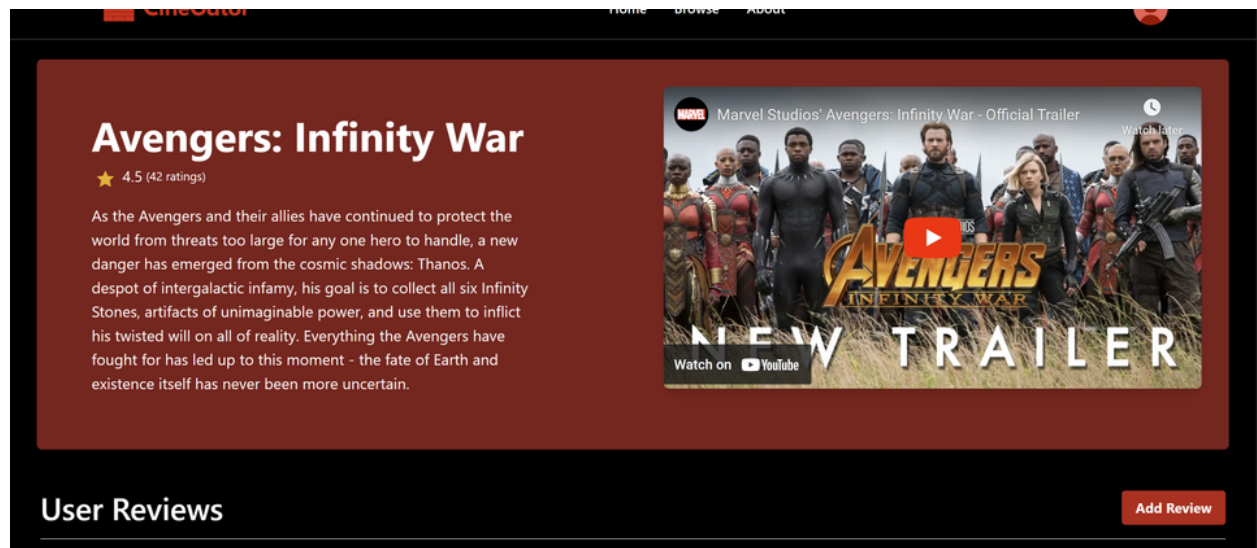 Home Browse About
Avengers: Infinity War
4.5 (42 ratings)
As the Avengers and their allies have continued to protect the
world from threats too large for any one hero to handle, a new
danger has emerged from the cosmic shadows: Thanos. A
despot of intergalactic infamy, his goal is to collect all six Infinity
Stones, artifacts of unimaginable power, and use them to inflict
his twisted will on all of reality. Everything the Avengers have
fought for has led up to this moment - the fate of Earth and
existence itself has never been more uncertain.
MARVEL
Marvel Studios' Avengers: Infinity War - Official Trailer
Watch later
AVENGERS
INFINITY WAR
NEW TRAILER
Watch on YouTube
User Reviews
Add Review